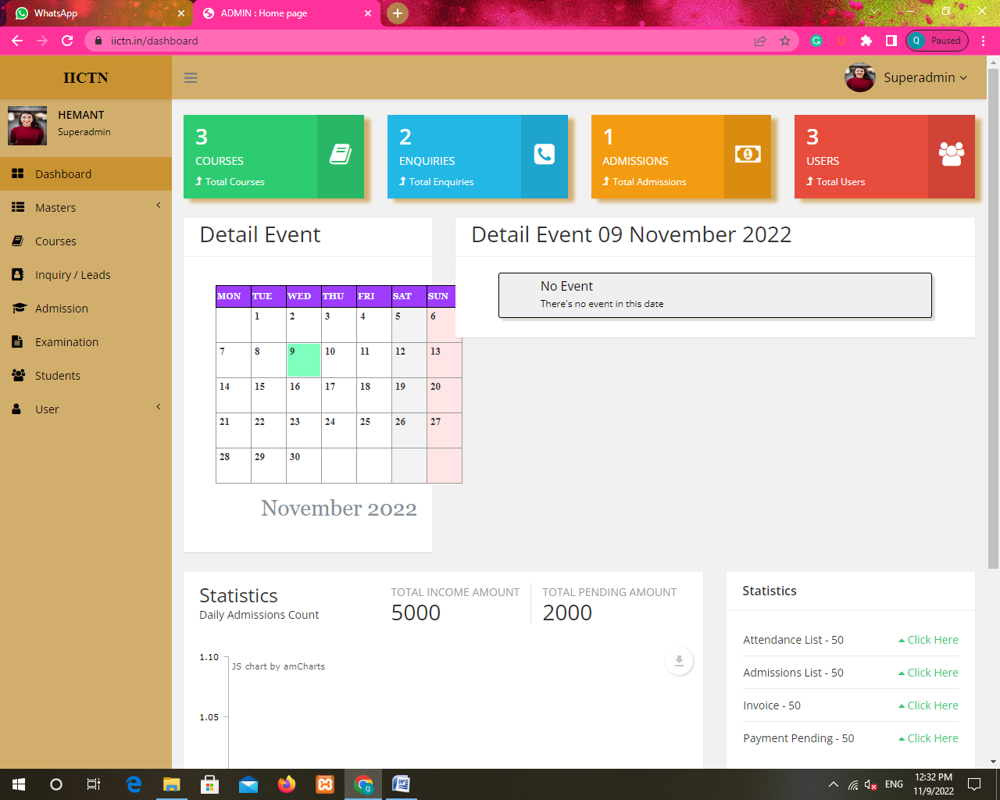 WhatsApp
ADMIN : Home page
iictn.in/dashboard
Q Paused
IICTN
Superadmin
HEMANT
Superadmin
Dashboard
Masters
Courses
Inquiry / Leads
Admission
Examination
Students
User
3
COURSES
Total Courses
2
ENQUIRIES
Total Enquiries
1
ADMISSIONS
Total Admissions
3
USERS
Total Users
Detail Event
MON TUE WED THU FRI SAT SUN
1 2 3 4 5 6
7 8 9 10 11 12 13
14 15 16 17 18 19 20
21 22 23 24 25 26 27
28 29 30
November 2022
Detail Event 09 November 2022
No Event
There's no event in this date
Statistics
Daily Admissions Count
TOTAL INCOME AMOUNT
5000
TOTAL PENDING AMOUNT
2000
1.10
JS chart by amCharts
1.05
Statistics
Attendance List - 50 Click Here
Admissions List - 50 Click Here
Invoice - 50 Click Here
Payment Pending - 50 Click Here
ENG
12:32 PM
11/9/2022